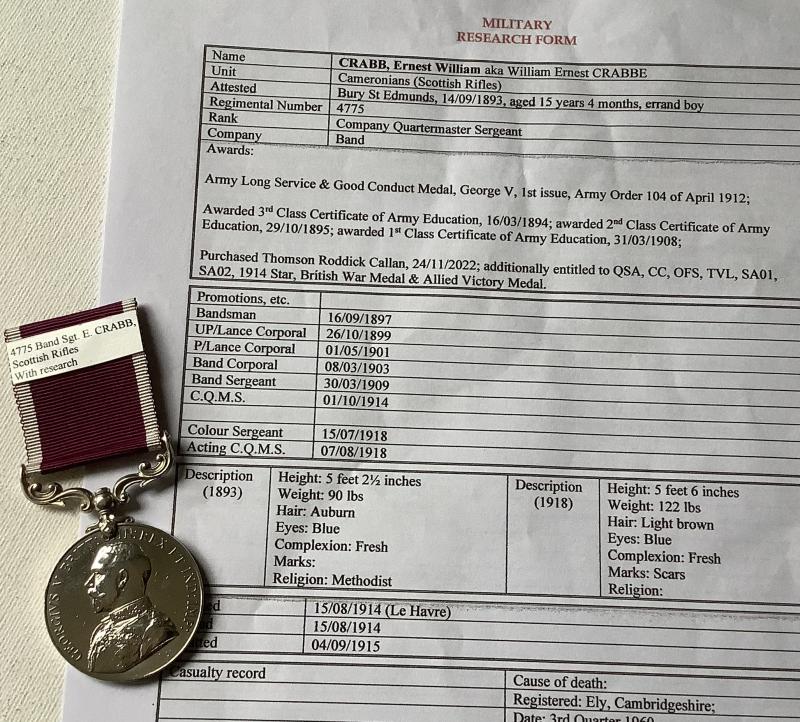 MILITARY
RESEARCH FORM
Name CRABB, Ernest William aka William Ernest CRABBE
Unit Cameronians (Scottish Rifles)
Attested Bury St Edmunds, 14/09/1893, aged 15 years 4 months, errand boy
Regimental Number 4775
Rank Company Quartermaster Sergeant
Company Band
Awards:
Army Long Service & Good Conduct Medal, George V, 1st issue, Army Order 104 of April 1912;
Awarded 3rd Class Certificate of Army Education, 16/03/1894; awarded 2nd Class Certificate of Army
Education, 29/10/1895; awarded 1st Class Certificate of Army Education, 31/03/1908;
Purchased Thomson Roddick Callan, 24/11/2022; additionally entitled to QSA, CC, OFS, TVL, SA01,
SA02, 1914 Star, British War Medal & Allied Victory Medal.
Promotions, etc.
Bandsman 16/09/1897
UP/Lance Corporal 26/10/1899
P/Lance Corporal 01/05/1901
Band Corporal 08/03/1903
Band Sergeant 30/03/1909
C.Q.M.S. 01/10/1914
Colour Sergeant 15/07/1918
Acting C.Q.M.S. 07/08/1918
Description
(1893)
Height: 5 feet 2½ inches
Weight: 90 lbs
Hair: Auburn
Eyes: Blue
Complexion: Fresh
Marks:
Religion: Methodist
Description
(1918)
Height: 5 feet 6 inches
Weight: 122 lbs
Hair: Light brown
Eyes: Blue
Complexion: Fresh
Marks: Scars
Religion:
15/08/1914 (Le Havre)
15/08/1914
04/09/1915
Casualty record
Cause of death:
Registered: Ely, Cambridgeshire;
Date: 3rd Quarter 1960
4775 Band Sgt. E. CRABB,
Scottish Rifles
With research
GEORGIVS V